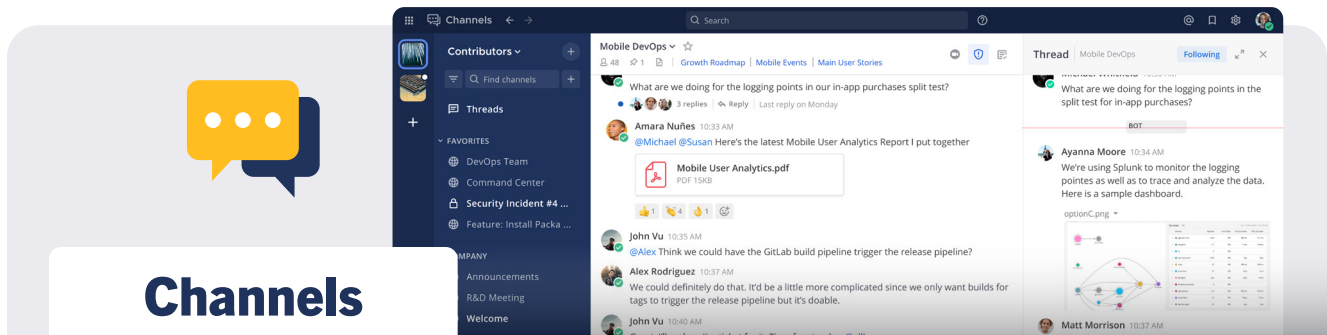 Channels
Search
Contributors
Find channels
Threads
FAVORITES
DevOps Team
Command Center
Security Incident #4 ...
Feature: Install Packa ...
Announcements
R&D Meeting
Welcome
Mobile DevOps
48 1 Growth Roadmap Mobile Events Main User Stories
What are we doing for the logging points in our in-app purchases split test?
3 replies Reply Last reply on Monday
Amara Nuñes 10:33 AM
@Michael @Susan Here's the latest Mobile User Analytics Report I put together
Mobile User Analytics.pdf
PDF 15KB
1 4 1
John Vu 10:35 AM
@Alex Think we could have the GitLab build pipeline trigger the release pipeline?
Alex Rodriguez 10:37 AM
We could definitely do that. It'd be a little more complicated since we only want builds for
tags to trigger the release pipeline but it's doable.
John Vu 10:40 AM
Thread Mobile DevOps Following
What are we doing for the logging points in the
split test for in-app purchases?
BOT
Ayanna Moore 10:34 AM
We're using Splunk to monitor the logging
pointes as well as to trace and analyze the data.
Here is a sample dashboard.
optionC.png
Matt Morrison 10:37 AM
Channels